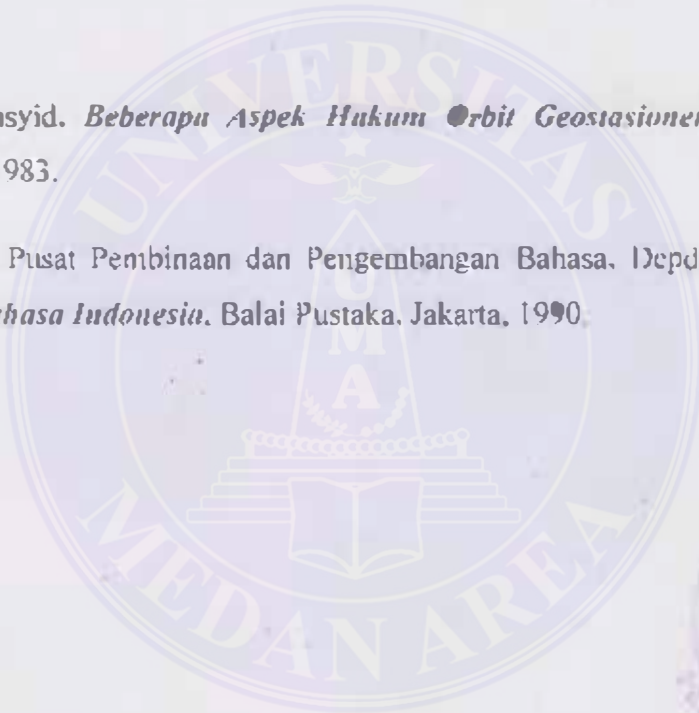 nsyid. Beberapa Aspek Hukum Orbit Geostasioner
983.
Pusat Pembinaan dan Pengembangan Bahasa. Depd
hasa Indonesia. Balai Pustaka. Jakarta, 1990.
UNIVERSITAS
UMA
MEDAN AREA